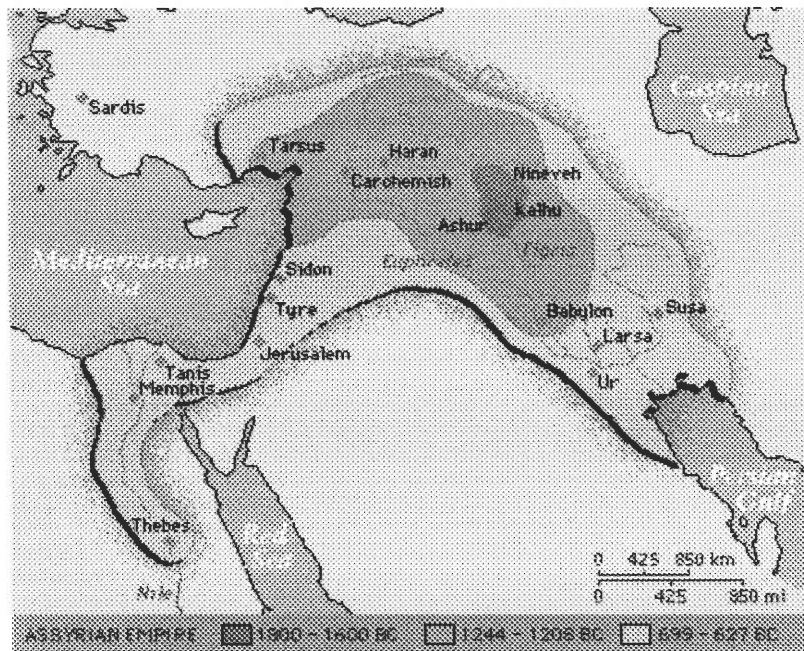 Caspian
Sea
Sardis
Tarsus
Haran
Carchemish
Nineveh
Kalhu
Ashur
Mediterranean
Sea
Sidon
Euphrates
Tigris
Tyre
Babylon
Susa
Larsa
Jerusalem
Tanis
Memphis
Ur
Persian
Gulf
Thebes
Red
Sea
Nile
0 425 850 km
0 425 850 mi
ASSYRIAN EMPIRE 1800 - 1600 BC 1244 - 1208 BC 699 - 627 BC